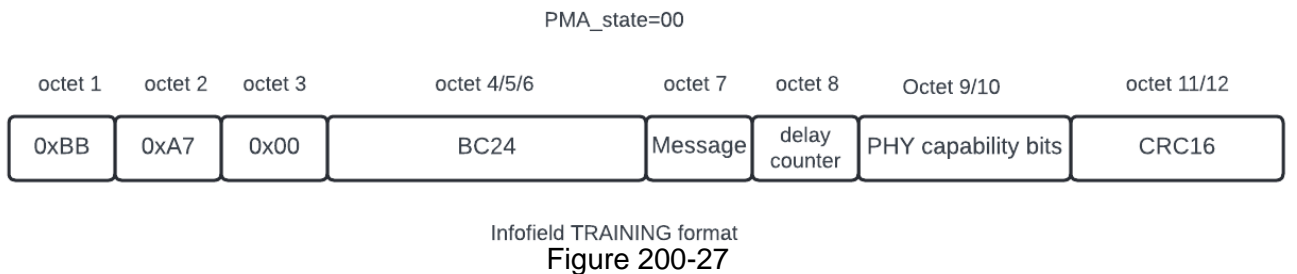 PMA_state=00
octet 1 octet 2 octet 3 octet 4/5/6 octet 7 octet 8 Octet 9/10 octet 11/12
0xBB 0xA7 0x00 BC24 Message delay counter PHY capability bits CRC16
Infofield TRAINING format
Figure 200-27